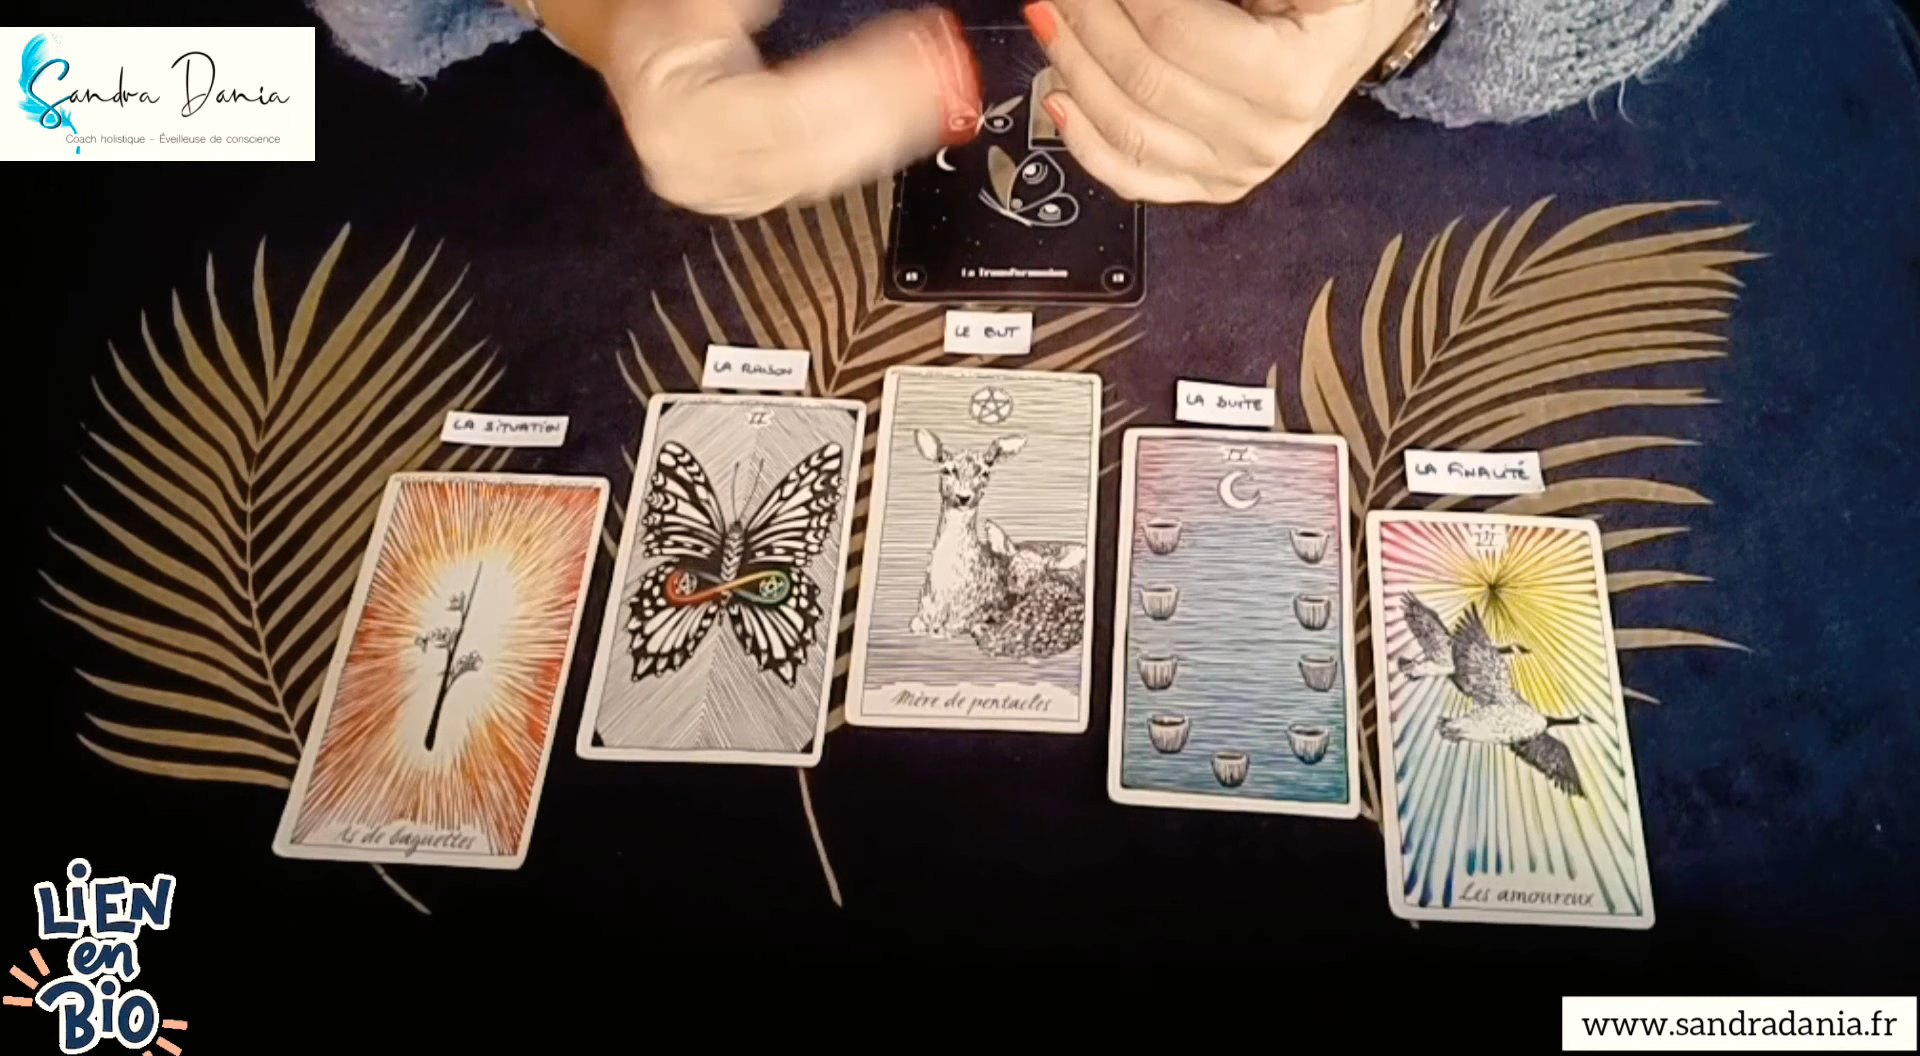 Sandra Dania
Coach holistique - Éveilleuse de conscience
La Transformation
LE BUT
LA RAISON
LA SUITE
LA SITUATION
LA FINALITÉ
II
Mère de pentacles
As de baguettes
Les amoureux
LiEN
en
BiO
www.sandradania.fr